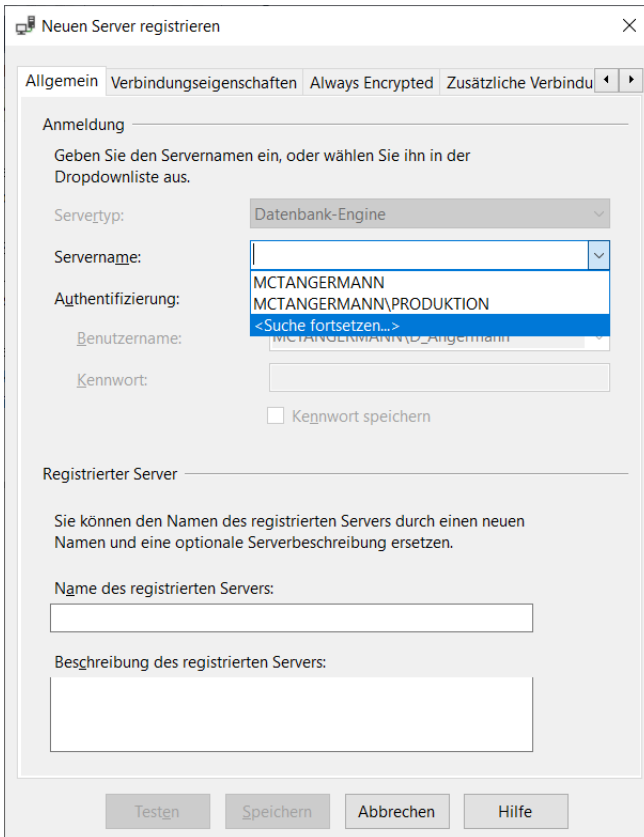 Neuen Server registrieren
Allgemein Verbindungseigenschaften Always Encrypted Zusätzliche Verbindu
Anmeldung
Geben Sie den Servernamen ein, oder wählen Sie ihn in der
Dropdownliste aus.
Servertyp: Datenbank-Engine
Servername:
MCTANGERMANN
Authentifizierung: MCTANGERMANN\PRODUKTION
<Suche fortsetzen...>
Benutzername: MCTANGERMANN\D_Angermann
Kennwort:
Kennwort speichern
Registrierter Server
Sie können den Namen des registrierten Servers durch einen neuen
Namen und eine optionale Serverbeschreibung ersetzen.
Name des registrierten Servers:
Beschreibung des registrierten Servers:
Testen Speichern Abbrechen Hilfe